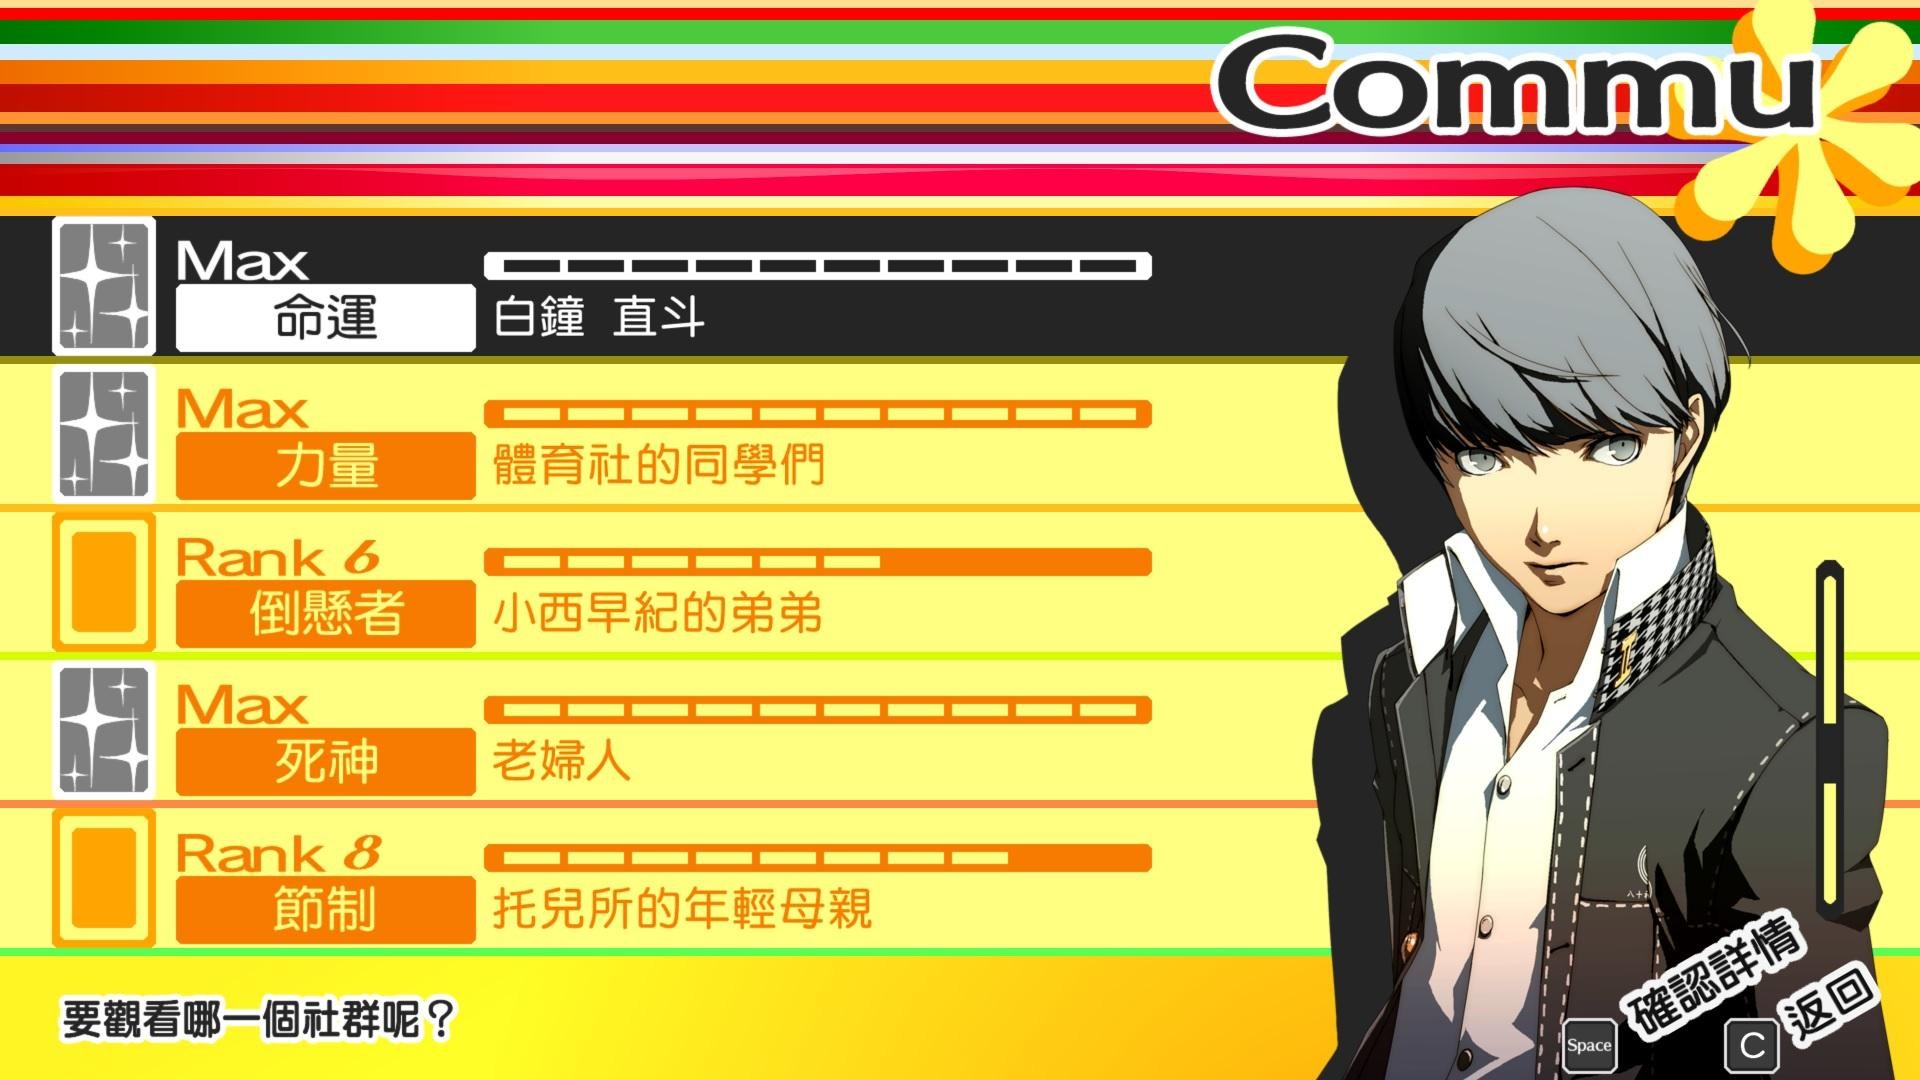 Commu
Max
命運 白鐘 直斗
Max
力量 體育社的同學們
Rank 6
倒懸者 小西早紀的弟弟
Max
死神 老婦人
Rank 8
節制 托兒所的年輕母親
要觀看哪一個社群呢？
Space 確認詳情
C 返回
I